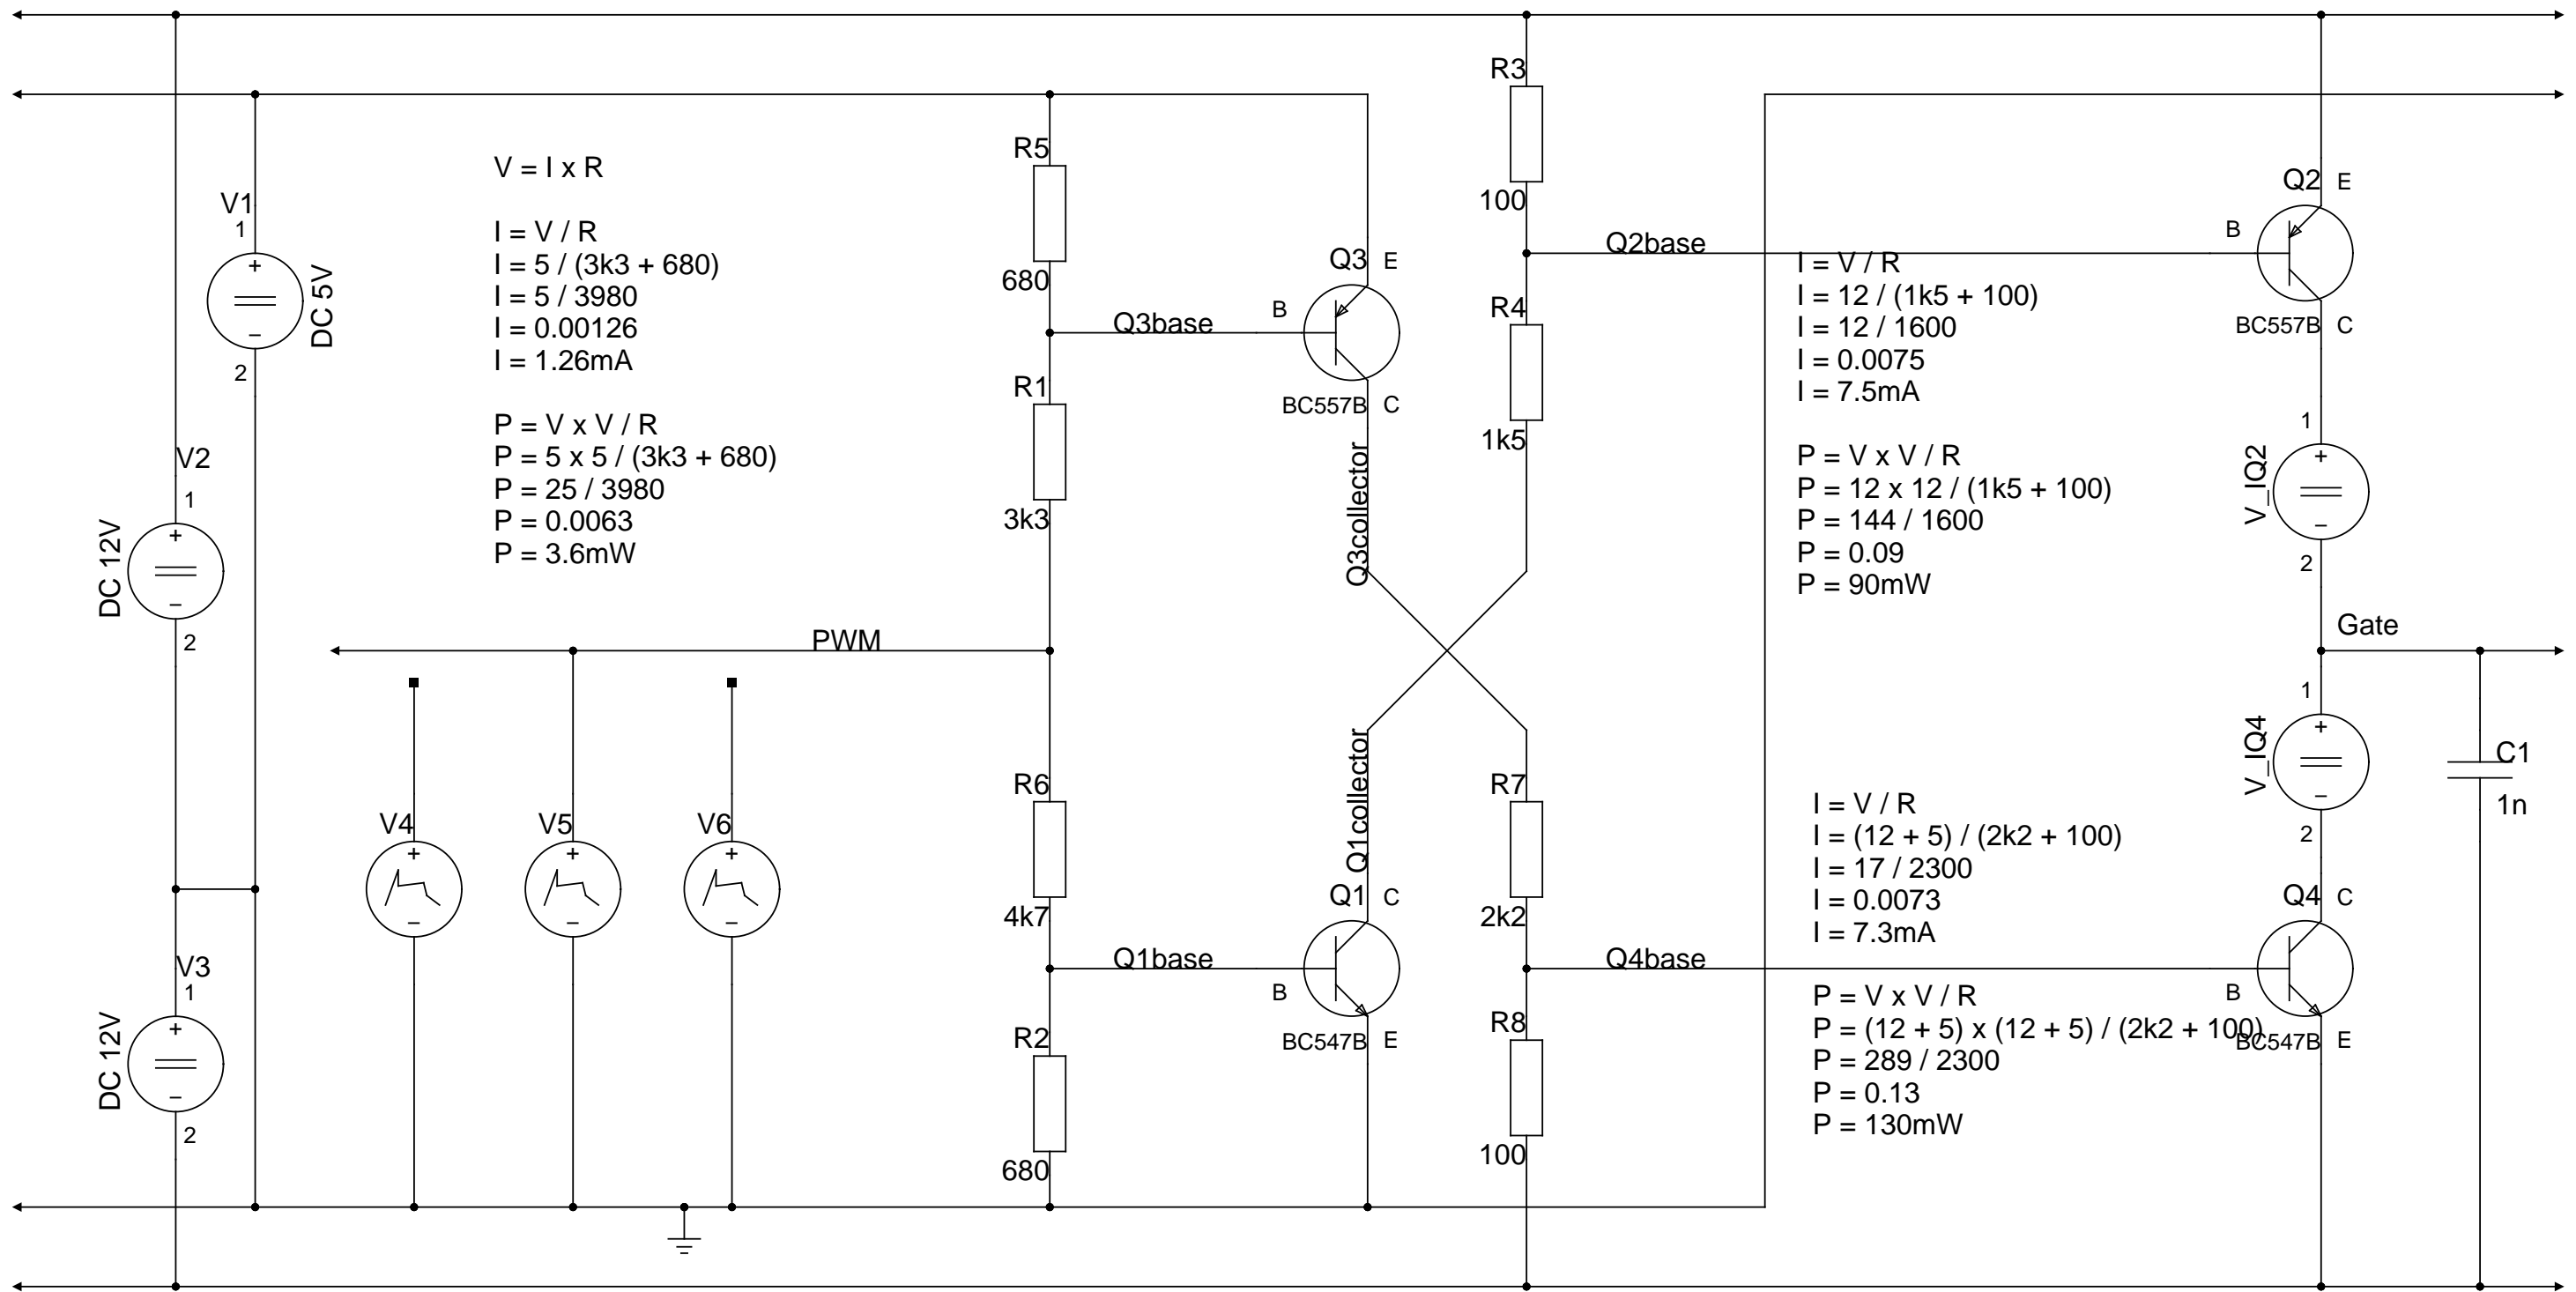 R3
100
R5
680
V = I x R
I = V / R
I = 5 / (3k3 + 680)
I = 5 / 3980
I = 0.00126
I = 1.26mA
P = V x V / R
P = 5 x 5 / (3k3 + 680)
P = 25 / 3980
P = 0.0063
P = 3.6mW
V1
1
+
−
DC 5V
2
V2
1
+
−
DC 12V
2
V3
1
+
−
DC 12V
2
Q3base
Q3
E
B
BC557B
C
Q3collector
R1
3k3
R4
1k5
Q2base
Q2
E
B
BC557B
C
I = V / R
I = 12 / (1k5 + 100)
I = 12 / 1600
I = 0.0075
I = 7.5mA
P = V x V / R
P = 12 x 12 / (1k5 + 100)
P = 144 / 1600
P = 0.09
P = 90mW
1
V_IQ2
+
−
2
Gate
PWM
V4
+
−
V5
+
−
V6
+
−
R6
4k7
Q1collector
Q1
C
Q1base
B
BC547B
E
R2
680
R7
2k2
Q4base
R8
100
I = V / R
I = (12 + 5) / (2k2 + 100)
I = 17 / 2300
I = 0.0073
I = 7.3mA
P = V x V / R
P = (12 + 5) x (12 + 5) / (2k2 + 100)
P = 289 / 2300
P = 0.13
P = 130mW
1
V_IQ4
+
−
2
C1
1n
Q4
C
B
BC547B
E